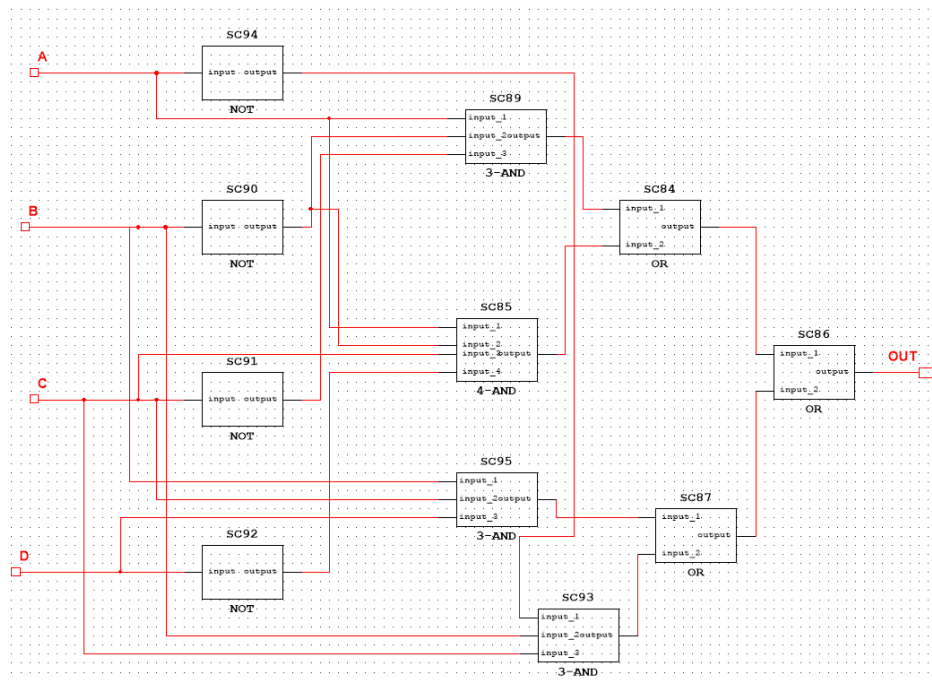 SC94
A
input output
NOT
SC89
input_1
input_2output
input_3
3-AND
SC90
B
input output
NOT
SC84
input_1
output
input_2
OR
SC85
input_1
input_2
input_3output
input_4
4-AND
SC91
C
input output
NOT
SC86
input_1
output
input_2
OR
OUT
SC95
input_1
input_2output
input_3
3-AND
SC87
input_1
output
input_2
OR
SC92
D
input output
NOT
SC93
input_1
input_2output
input_3
3-AND